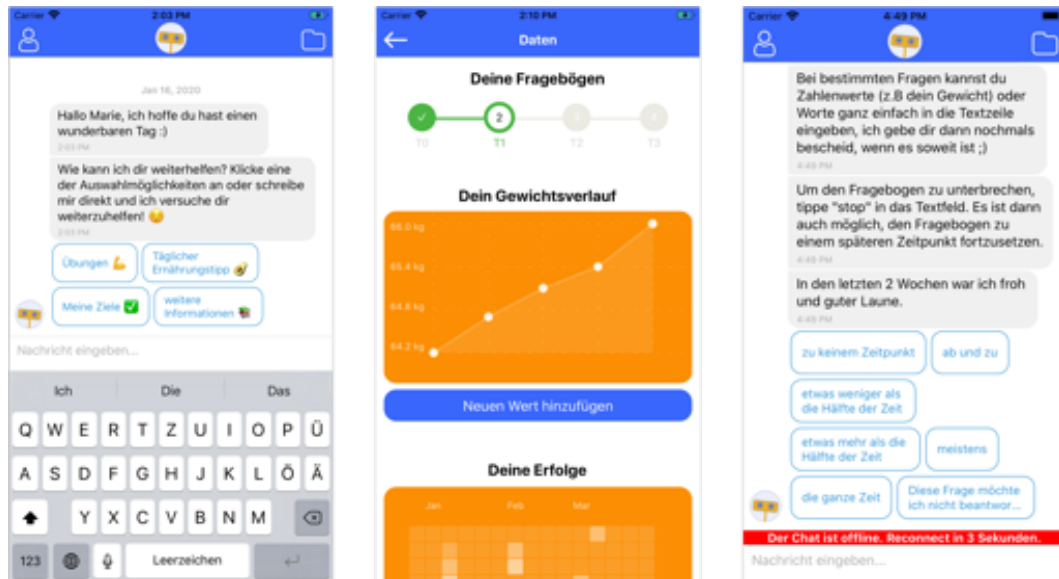 Carrier 2:03 PM
Jan 16, 2020
Hallo Marie, ich hoffe du hast einen
wunderbaren Tag :)
2:03 PM
Wie kann ich dir weiterhelfen? Klicke eine
der Auswahlmöglichkeiten an oder schreibe
mir direkt und ich versuche dir
weiterzuhelfen! 😉
2:03 PM
Übungen 💪
Täglicher
Ernährungstipp 🥑
Meine Ziele ✅
weitere
Informationen 📚
Nachricht eingeben...
Ich Die Das
Q W E R T Z U I O P Ü
A S D F G H J K L Ö Ä
Y X C V B N M
123 Leerzeichen
Carrier 2:10 PM
Daten
Deine Fragebögen
2 3 4
T0 T1 T2 T3
Dein Gewichtsverlauf
66.0 kg
65.4 kg
64.8 kg
64.2 kg
Neuen Wert hinzufügen
Deine Erfolge
Jan Feb Mar
Carrier 4:49 PM
Bei bestimmten Fragen kannst du
Zahlenwerte (z.B dein Gewicht) oder
Worte ganz einfach in die Textzeile
eingeben, ich gebe dir dann nochmals
bescheid, wenn es soweit ist ;)
4:49 PM
Um den Fragebogen zu unterbrechen,
tippe "stop" in das Textfeld. Es ist dann
auch möglich, den Fragebogen zu
einem späteren Zeitpunkt fortzusetzen.
4:49 PM
In den letzten 2 Wochen war ich froh
und guter Laune.
4:49 PM
zu keinem Zeitpunkt
ab und zu
etwas weniger als
die Hälfte der Zeit
etwas mehr als die
Hälfte der Zeit
meistens
die ganze Zeit
Diese Frage möchte
ich nicht beantwor...
Der Chat ist offline. Reconnect in 3 Sekunden.
Nachricht eingeben...